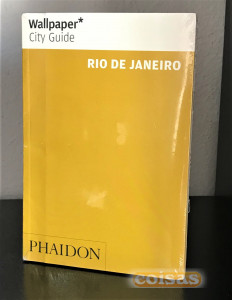 Wallpaper*
City Guide
RIO DE JANEIRO
PHAIDON
coisas